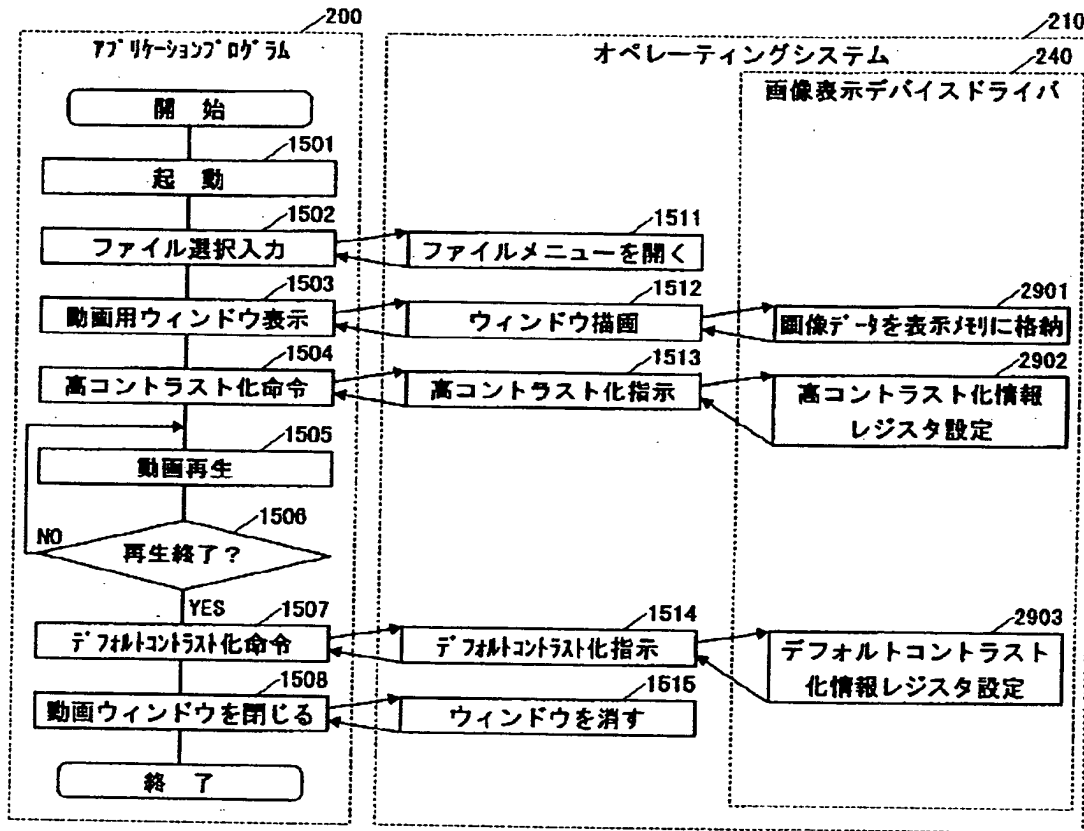 200
アプリケーションプログラム
210
オペレーティングシステム
240
画像表示デバイスドライバ
開 始
1501
起 動
1502
ファイル選択入力
1511
ファイルメニューを開く
1503
動画用ウィンドウ表示
1512
ウィンドウ描画
2901
画像データを表示メモリに格納
1504
高コントラスト化命令
1513
高コントラスト化指示
2902
高コントラスト化情報
レジスタ設定
1505
動画再生
1506
NO
再生終了?
YES
1507
デフォルトコントラスト化命令
1514
デフォルトコントラスト化指示
2903
デフォルトコントラスト
化情報レジスタ設定
1508
動画ウィンドウを閉じる
1515
ウィンドウを消す
終 了